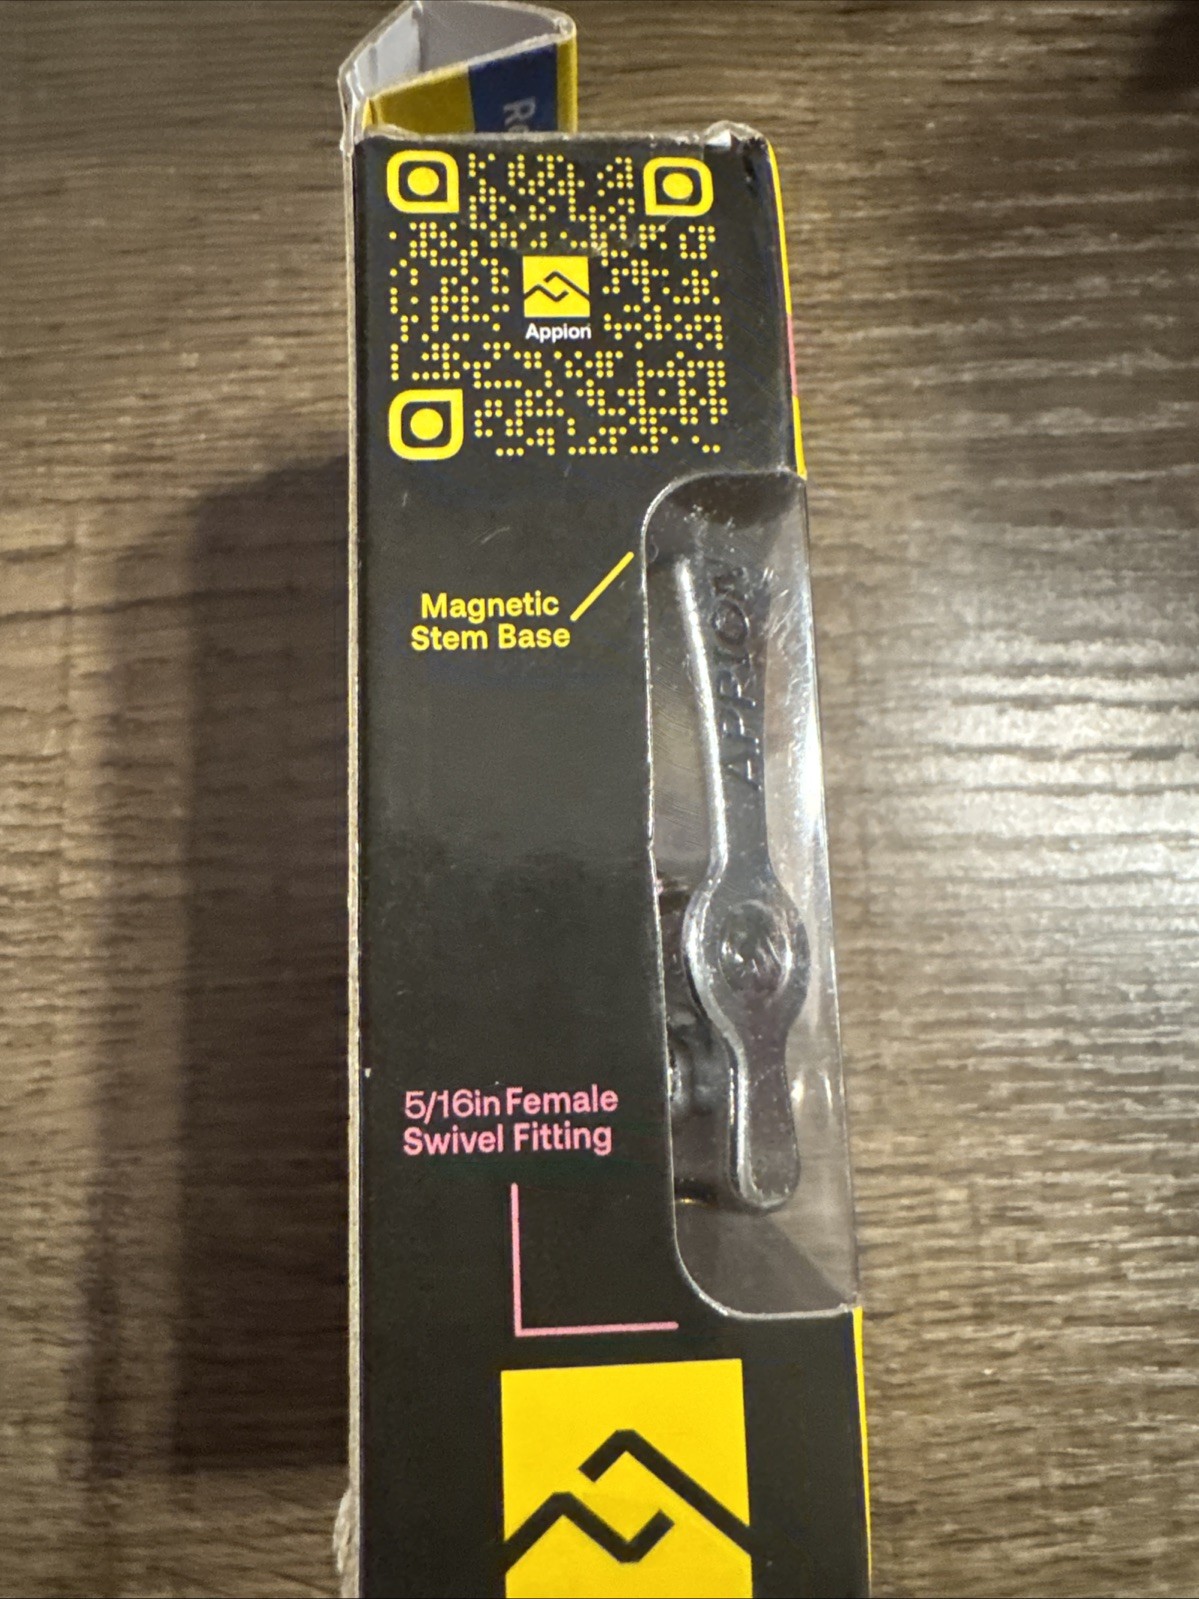 Appion
Magnetic
Stem Base
APPION
5/16in Female
Swivel Fitting